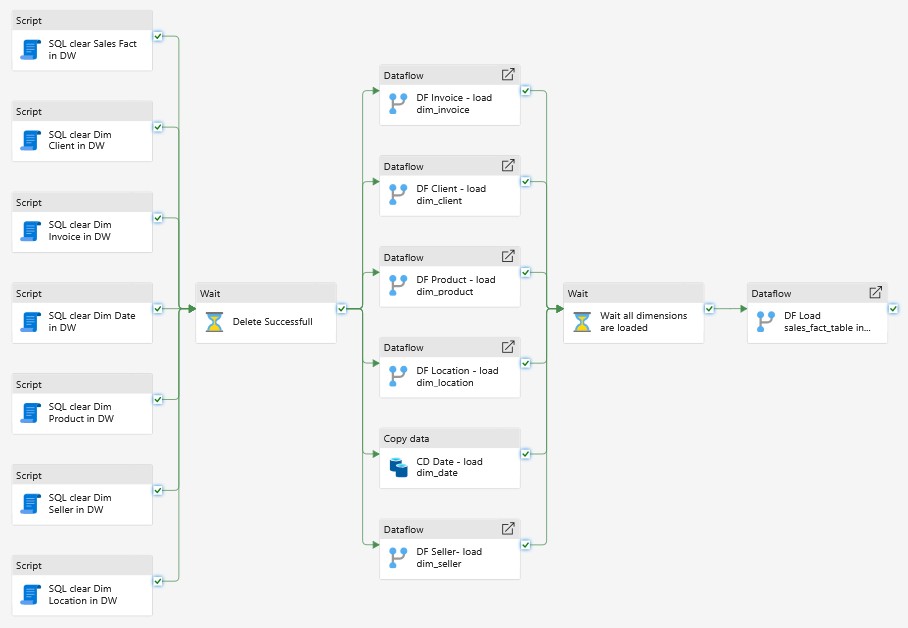 Script
SQL clear Sales Fact
in DW
Script
SQL clear Dim
Client in DW
Script
SQL clear Dim
Invoice in DW
Script
SQL clear Dim Date
in DW
Script
SQL clear Dim
Product in DW
Script
SQL clear Dim
Seller in DW
Script
SQL clear Dim
Location in DW
Wait
Delete Successfull
Dataflow
DF Invoice - load
dim_invoice
Dataflow
DF Client - load
dim_client
Dataflow
DF Product - load
dim_product
Dataflow
DF Location - load
dim_location
Copy data
CD Date - load
dim_date
Dataflow
DF Seller- load
dim_seller
Wait
Wait all dimensions
are loaded
Dataflow
DF Load
sales_fact_table in...